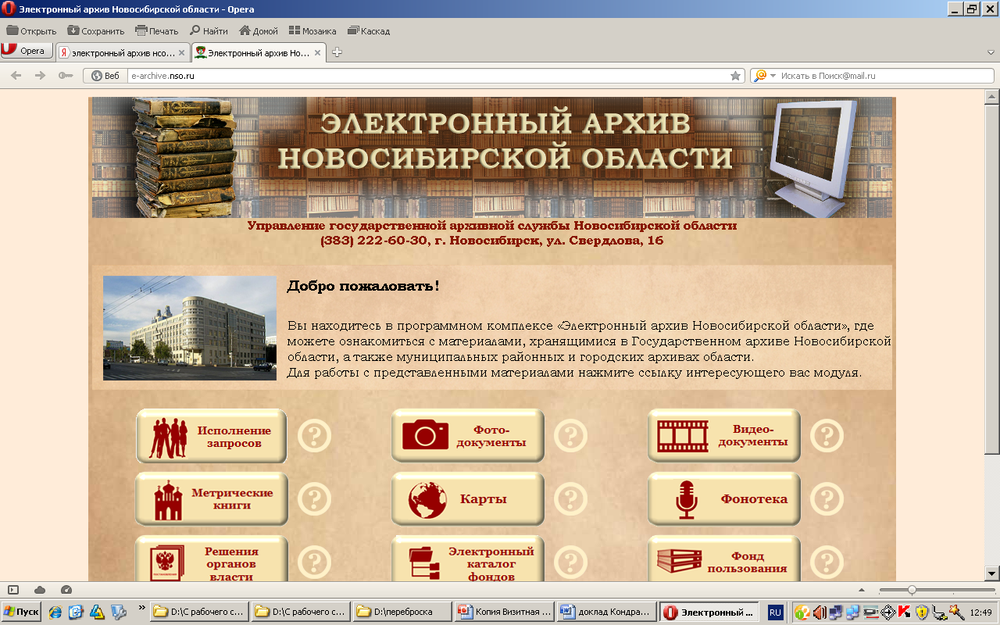 Электронный архив Новосибирской области - Opera
Открыть Сохранить Печать Найти Домой Мозаика Каскад
Opera электронный архив нсо... Электронный архив Но...
Веб e-archive.nso.ru Искать в Поиск@mail.ru
ЭЛЕКТРОННЫЙ АРХИВ
НОВОСИБИРСКОЙ ОБЛАСТИ
Управление государственной архивной службы Новосибирской области
(383) 222-60-30, г. Новосибирск, ул. Свердлова, 16
Добро пожаловать!
Вы находитесь в программном комплексе «Электронный архив Новосибирской области», где
можете ознакомиться с материалами, хранящимися в Государственном архиве Новосибирской
области, а также муниципальных районных и городских архивах области.
Для работы с представленными материалами нажмите ссылку интересующего вас модуля.
Исполнение
запросов
?
Фото-
документы
?
Видео-
документы
?
Метрические
книги
?
Карты
?
Фонотека
?
Решения
органов
власти
?
Электронный
каталог
фондов
?
Фонд
пользования
?
Пуск » D:\С рабочего с... D:\С рабочего с... D:\переброска Копия Визитная ... доклад Кондра... Электронный ... RU 12:49